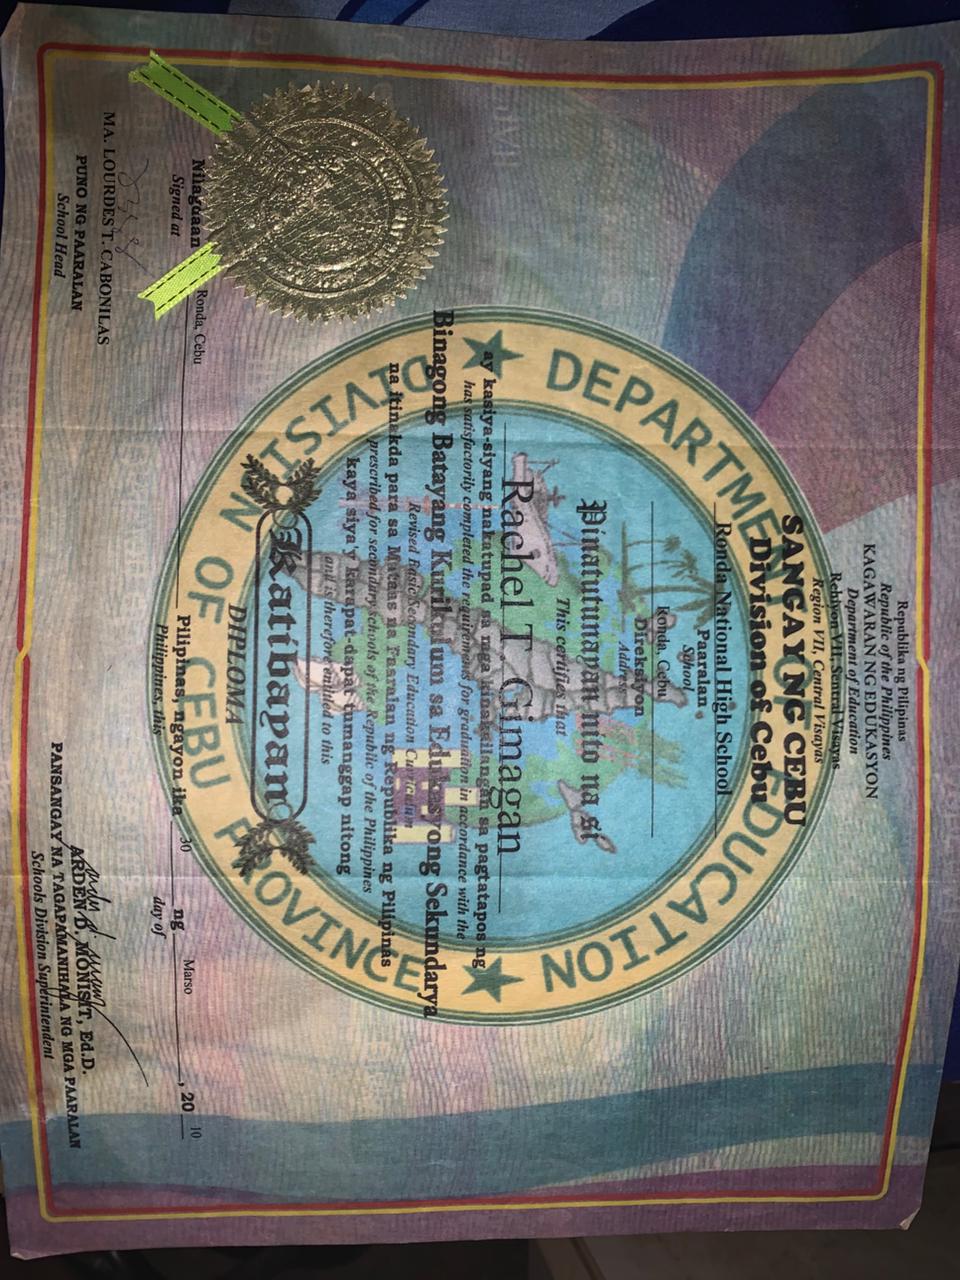 Republika ng Pilipinas
Republic of the Philippines
KAGAWARAN NG EDUKASYON
Department of Education
Rehiyon VII, Sentral Visayas
Region VII, Central Visayas
SANGAY NG CEBU
Division of Cebu
Ronda National High School
Paaralan
School
Ronda, Cebu
Direksiyon
Address
Pinatutunayan nito na si
This certifies that
Rachel T. Gimagan
ay kasiya-siyang nakatupad sa mga kinakailangan sa pagtatapos ng
has satisfactorily completed the requirements for graduation in accordance with the
Binagong Batayang Kurikulum sa Edukasyong Sekundarya
Revised Basic Secondary Education Curriculum
na itinakda para sa Mataas na Paaralan ng Republika ng Pilipinas
prescribed for secondary schools of the Republic of the Philippines
kaya siya'y karapat-dapat tumanggap nitong
and is therefore entitled to this
Katibayan
DIPLOMA
Nilagdaan Ronda, Cebu Pilipinas, ngayon ika 30 ng Marso, 20 10
Signed at Philippines, this day of
MA. LOURDES T. CABONILAS
PUNO NG PAARALAN
School Head
ARDEN D. MONISIT, Ed.D.
PANSANGAY NA TAGAPAMANIHALA NG MGA PAARALAN
Schools Division Superintendent
DEPARTMENT OF EDUCATION
DIVISION OF CEBU PROVINCE